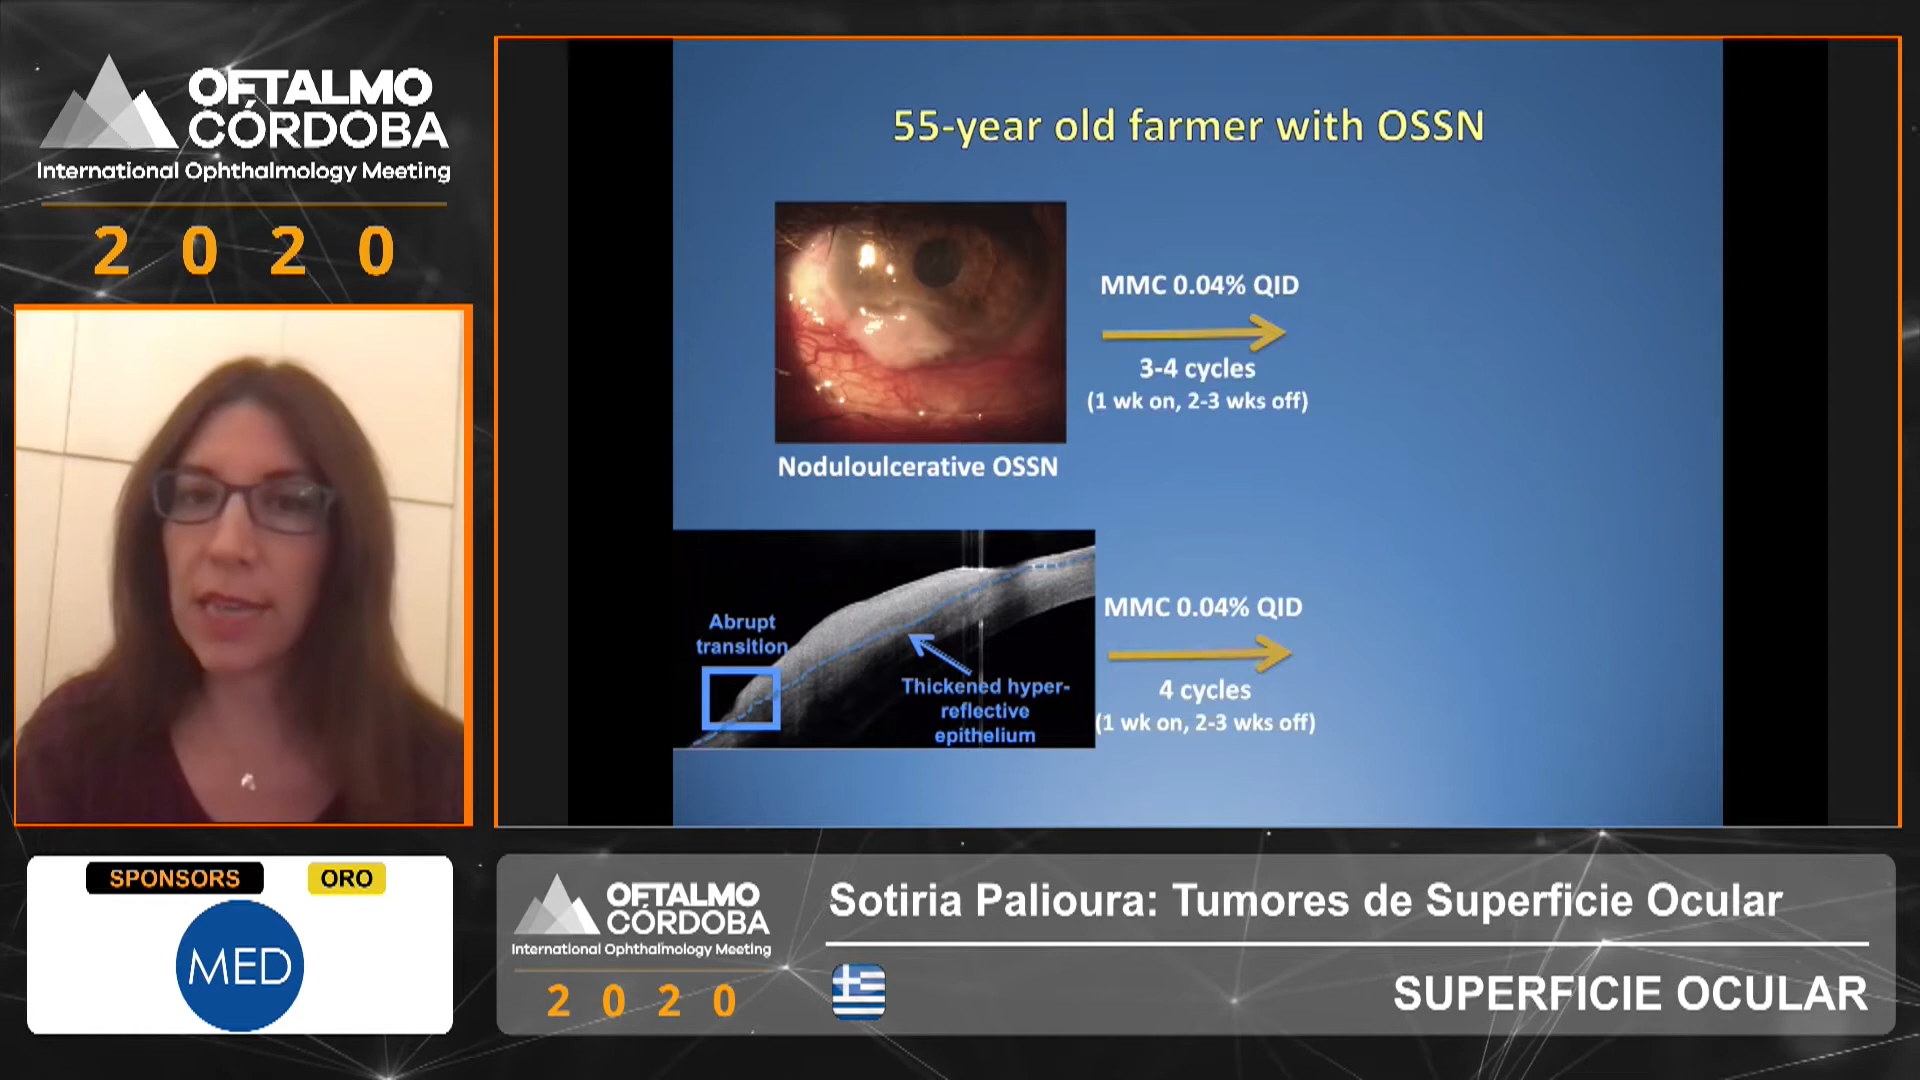 OFTALMO
CÓRDOBA
International Ophthalmology Meeting
2 0 2 0
55-year old farmer with OSSN
MMC 0.04% QID
3-4 cycles
(1 wk on, 2-3 wks off)
Noduloulcerative OSSN
Abrupt
transition
Thickened hyper-
reflective
epithelium
MMC 0.04% QID
4 cycles
(1 wk on, 2-3 wks off)
SPONSORS
ORO
MED
OFTALMO
CÓRDOBA
International Ophthalmology Meeting
2 0 2 0
Sotiria Palioura: Tumores de Superficie Ocular
SUPERFICIE OCULAR